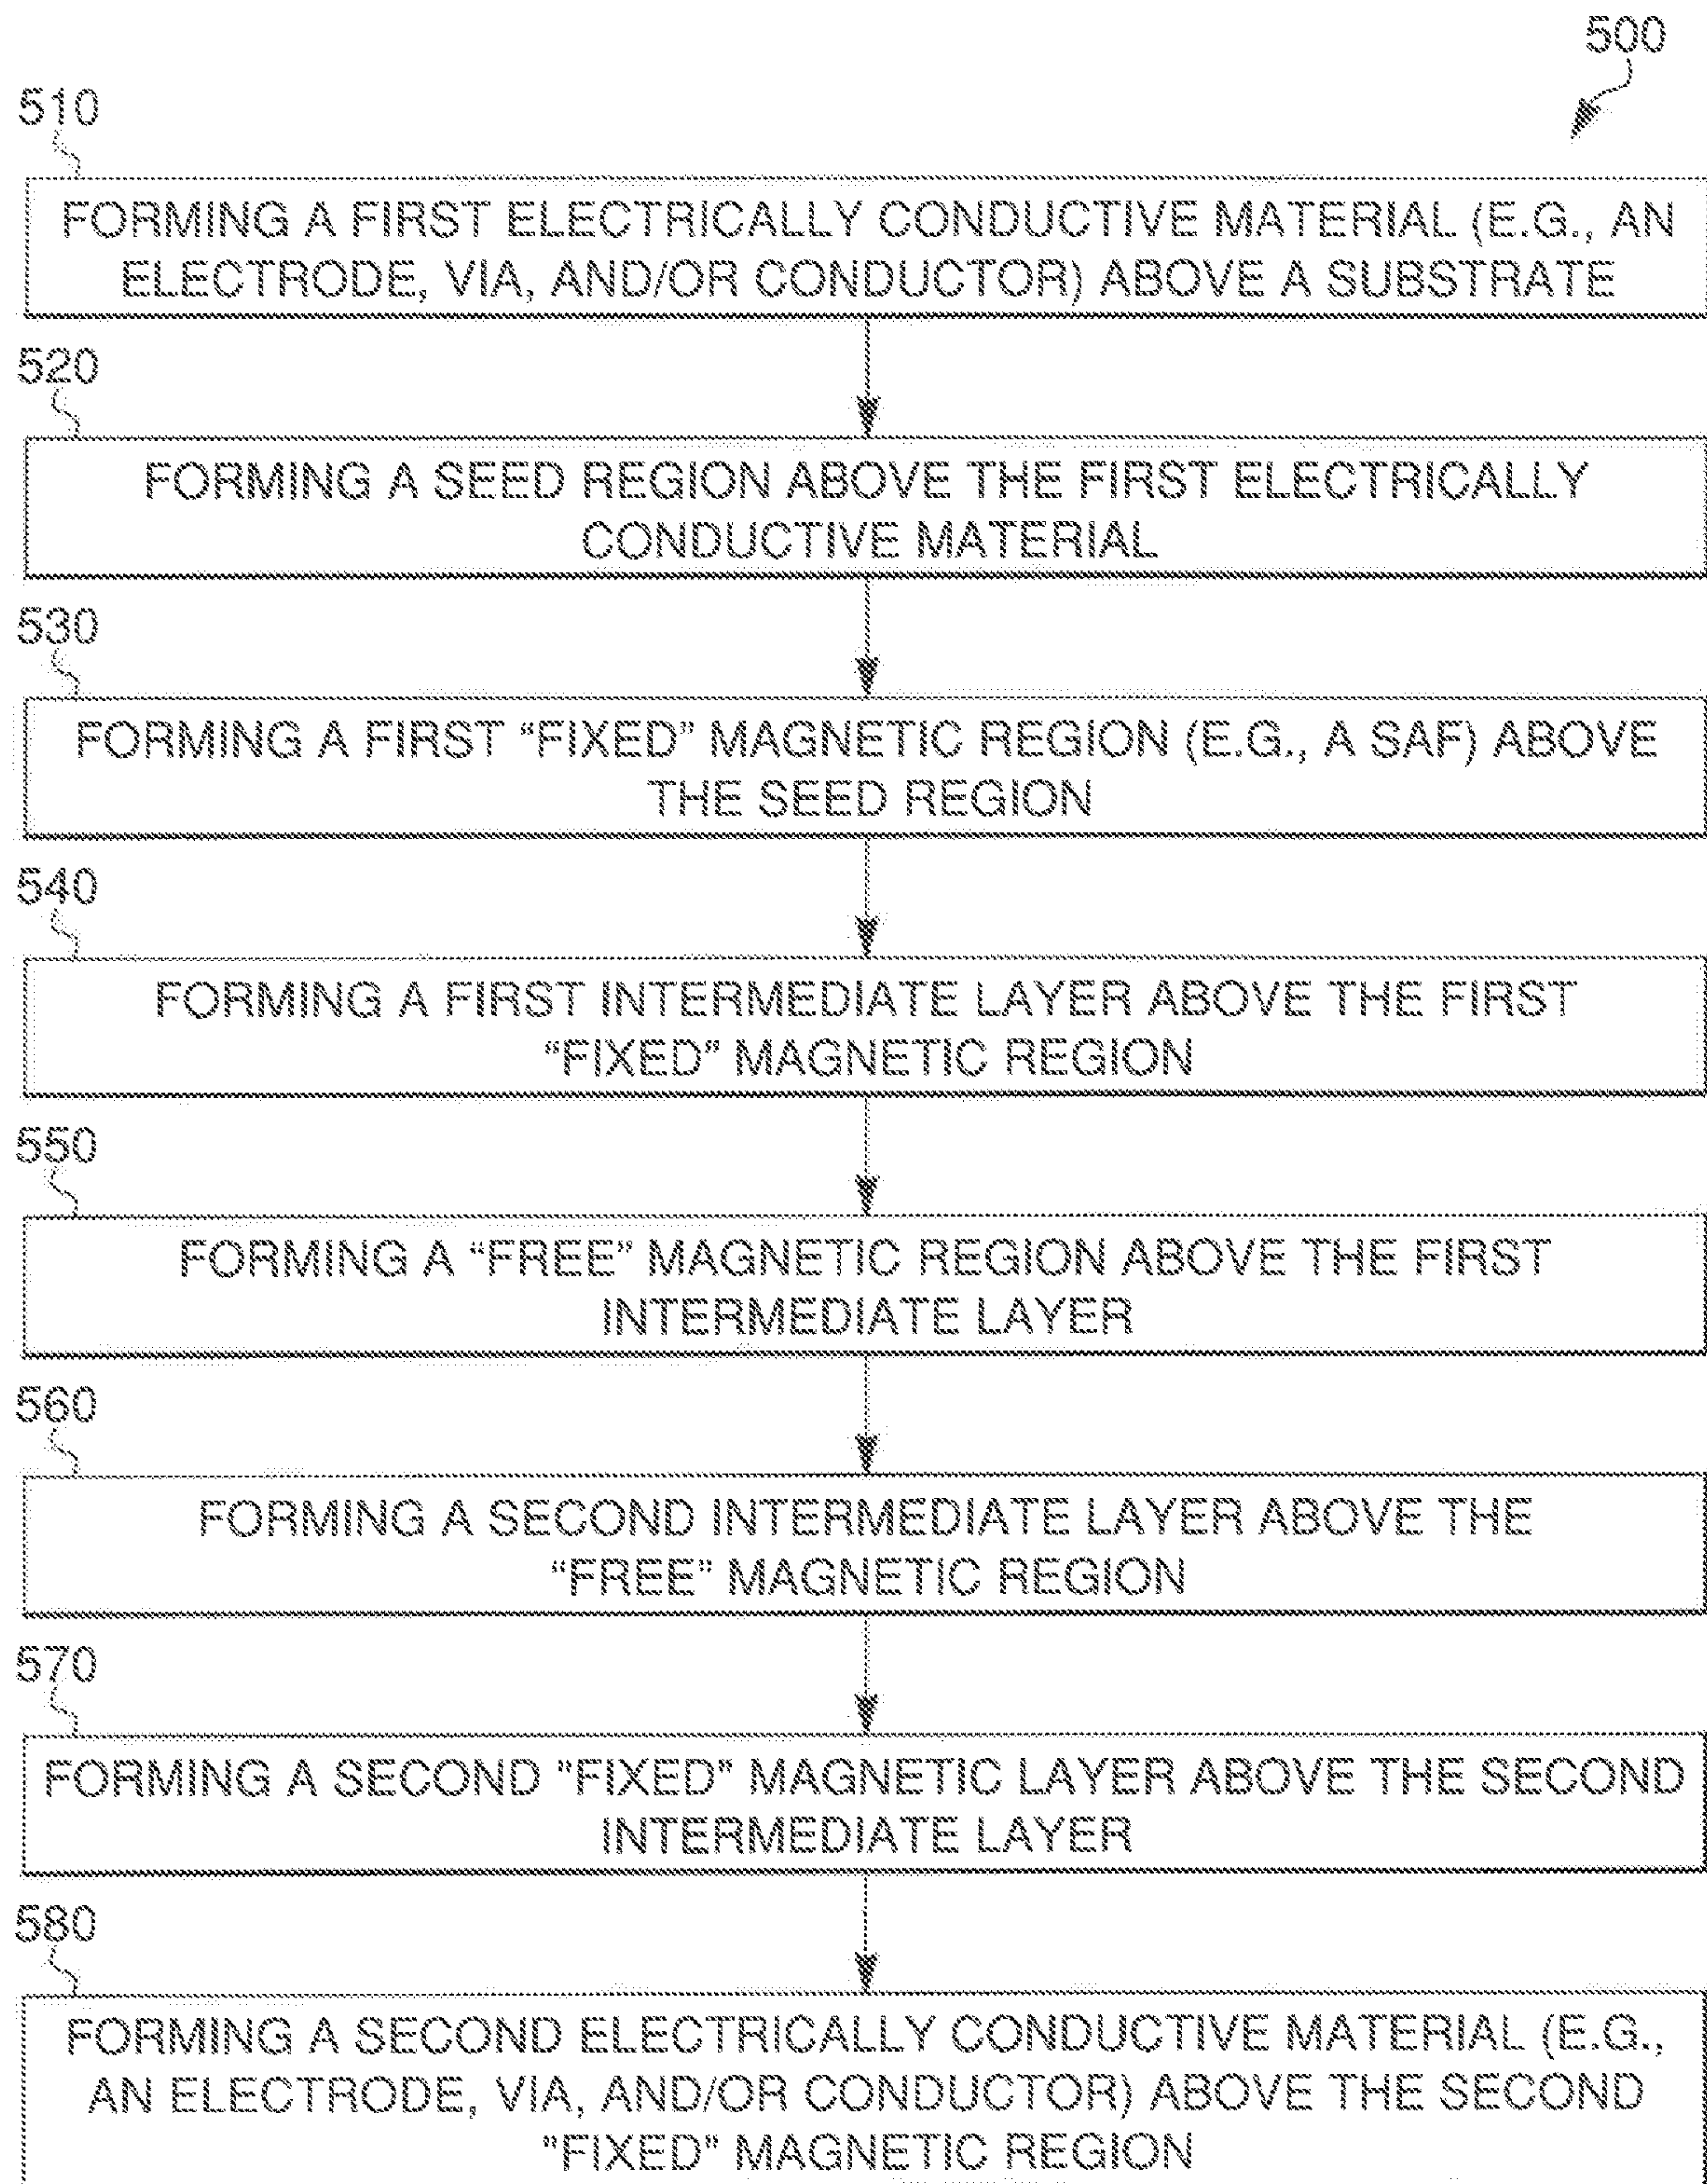 500
510
FORMING A FIRST ELECTRICALLY CONDUCTIVE MATERIAL (E.G., AN
ELECTRODE, VIA, AND/OR CONDUCTOR) ABOVE A SUBSTRATE
520
FORMING A SEED REGION ABOVE THE FIRST ELECTRICALLY
CONDUCTIVE MATERIAL
530
FORMING A FIRST “FIXED” MAGNETIC REGION (E.G., A SAF) ABOVE
THE SEED REGION
540
FORMING A FIRST INTERMEDIATE LAYER ABOVE THE FIRST
“FIXED” MAGNETIC REGION
550
FORMING A “FREE” MAGNETIC REGION ABOVE THE FIRST
INTERMEDIATE LAYER
560
FORMING A SECOND INTERMEDIATE LAYER ABOVE THE
“FREE” MAGNETIC REGION
570
FORMING A SECOND "FIXED" MAGNETIC LAYER ABOVE THE SECOND
INTERMEDIATE LAYER
580
FORMING A SECOND ELECTRICALLY CONDUCTIVE MATERIAL (E.G.,
AN ELECTRODE, VIA, AND/OR CONDUCTOR) ABOVE THE SECOND
"FIXED" MAGNETIC REGION